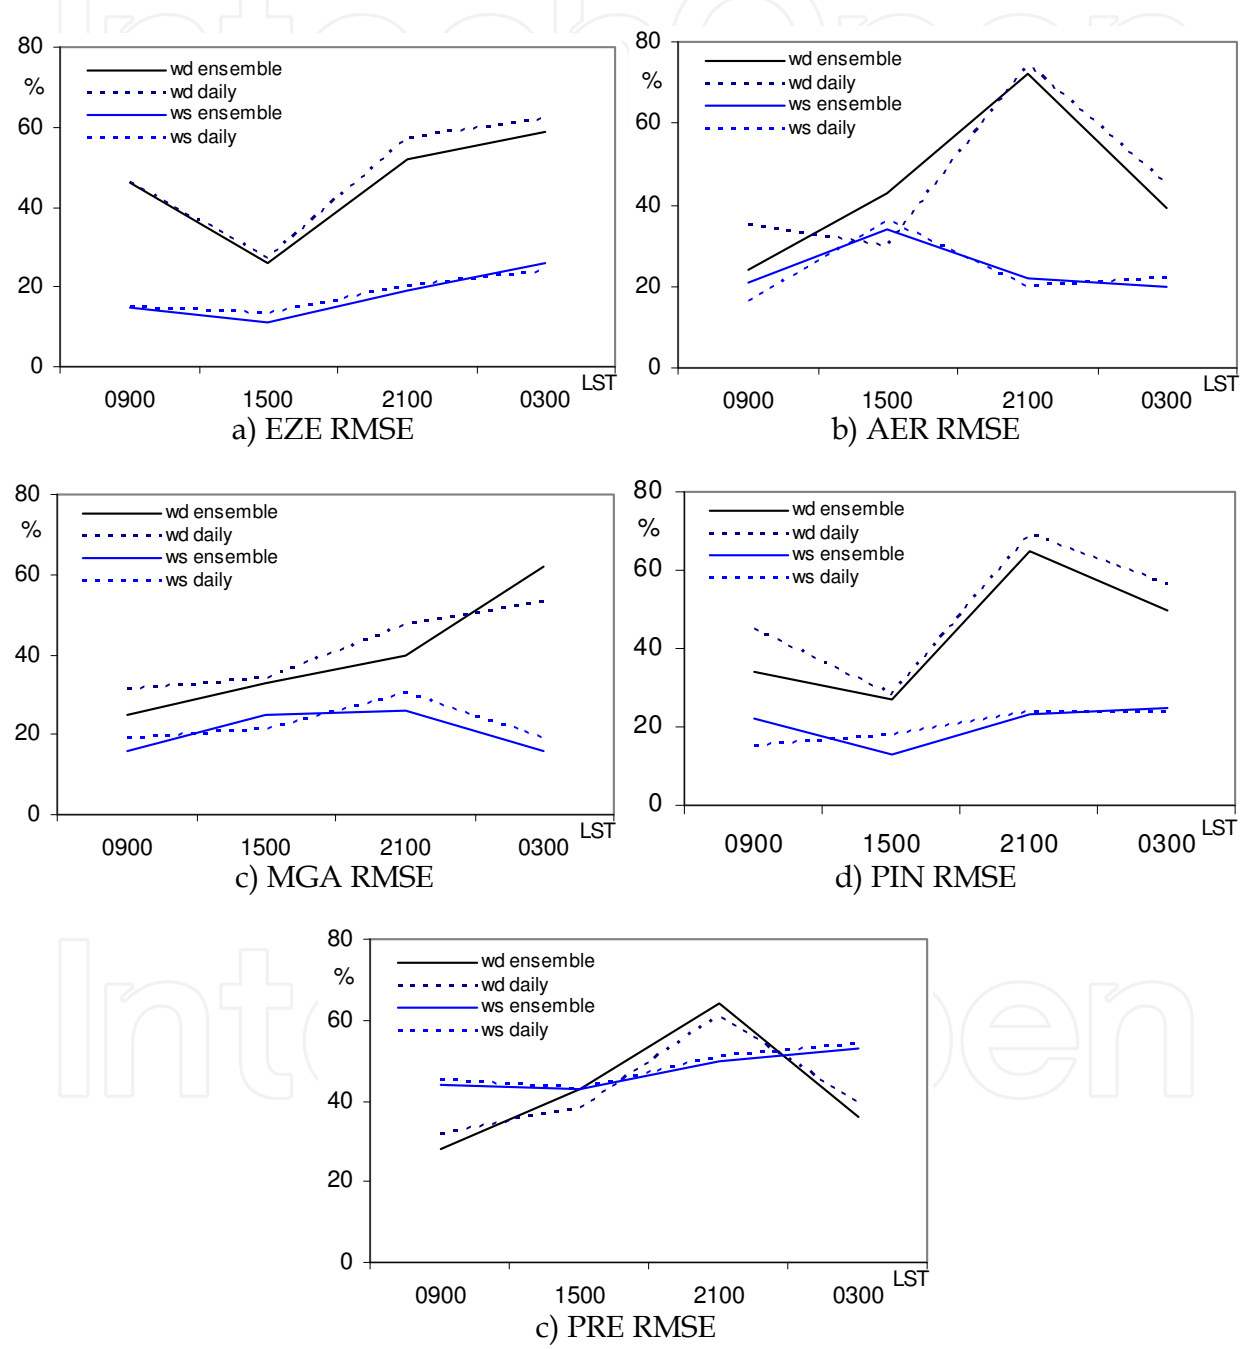 80
%
60
40
20
0
wd ensemble
wd daily
ws ensemble
ws daily
0900 1500 2100 0300
LST
a) EZE RMSE
80
%
60
40
20
0
wd ensemble
wd daily
ws ensemble
ws daily
0900 1500 2100 0300
LST
b) AER RMSE
80
%
60
40
20
0
wd ensemble
wd daily
ws ensemble
ws daily
0900 1500 2100 0300
LST
c) MGA RMSE
80
%
60
40
20
0
wd ensemble
wd daily
ws ensemble
ws daily
0900 1500 2100 0300
LST
d) PIN RMSE
80
%
60
40
20
0
wd ensemble
wd daily
ws ensemble
ws daily
0900 1500 2100 0300
LST
c) PRE RMSE